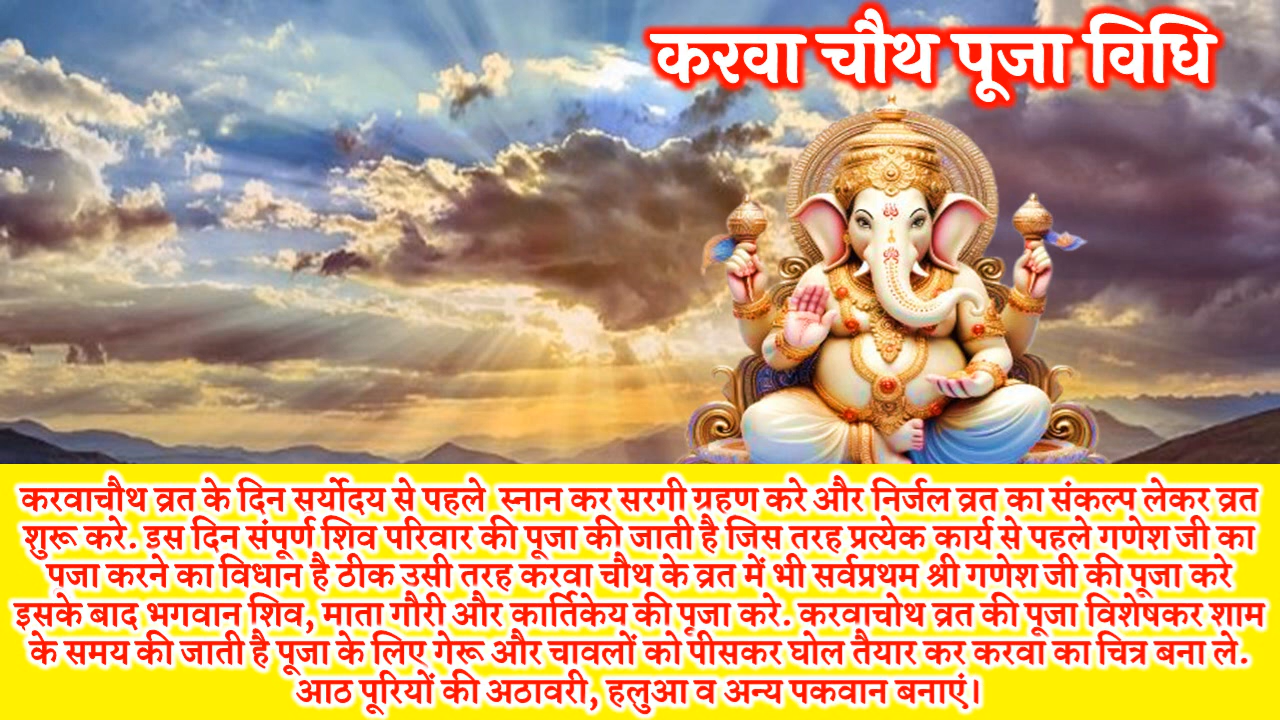 करवा चौथ पूजा विधि
करवाचौथ व्रत के दिन सर्योदय से पहले स्नान कर सरगी ग्रहण करे और निर्जल व्रत का संकल्प लेकर व्रत
शुरू करे. इस दिन संपूर्ण शिव परिवार की पूजा की जाती है जिस तरह प्रत्येक कार्य से पहले गणेश जी का
पजा करने का विधान है ठीक उसी तरह करवा चौथ के व्रत में भी सर्वप्रथम श्री गणेश जी की पूजा करे
इसके बाद भगवान शिव, माता गौरी और कार्तिकेय की पृजा करे. करवाचोथ व्रत की पूजा विशेषकर शाम
के समय की जाती है पूजा के लिए गेरू और चावलों को पीसकर घोल तैयार कर करवा का चित्र बना ले.
आठ पूरियों की अठावरी, हलुआ व अन्य पकवान बनाएं।